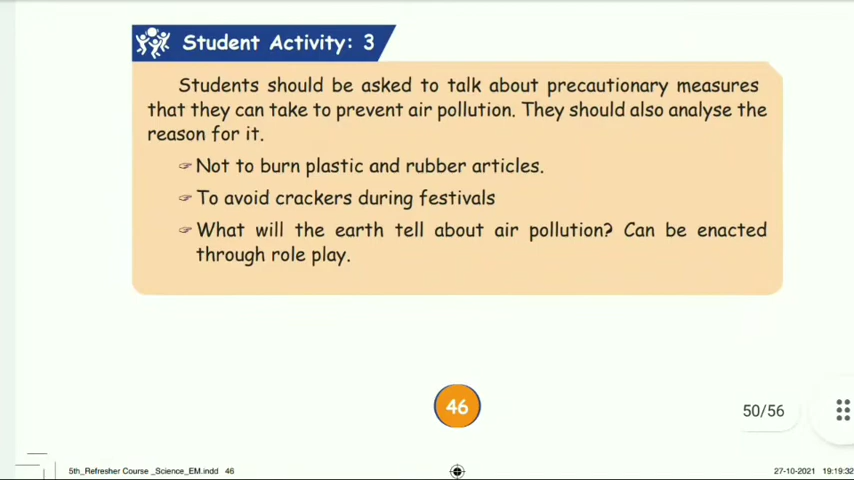 Student Activity: 3
Students should be asked to talk about precautionary measures
that they can take to prevent air pollution. They should also analyse the
reason for it.
☞ Not to burn plastic and rubber articles.
☞ To avoid crackers during festivals
☞ What will the earth tell about air pollution? Can be enacted
through role play.
46
50/56
5th_Refresher Course _Science_EM.indd 46
27-10-2021 19:19:32